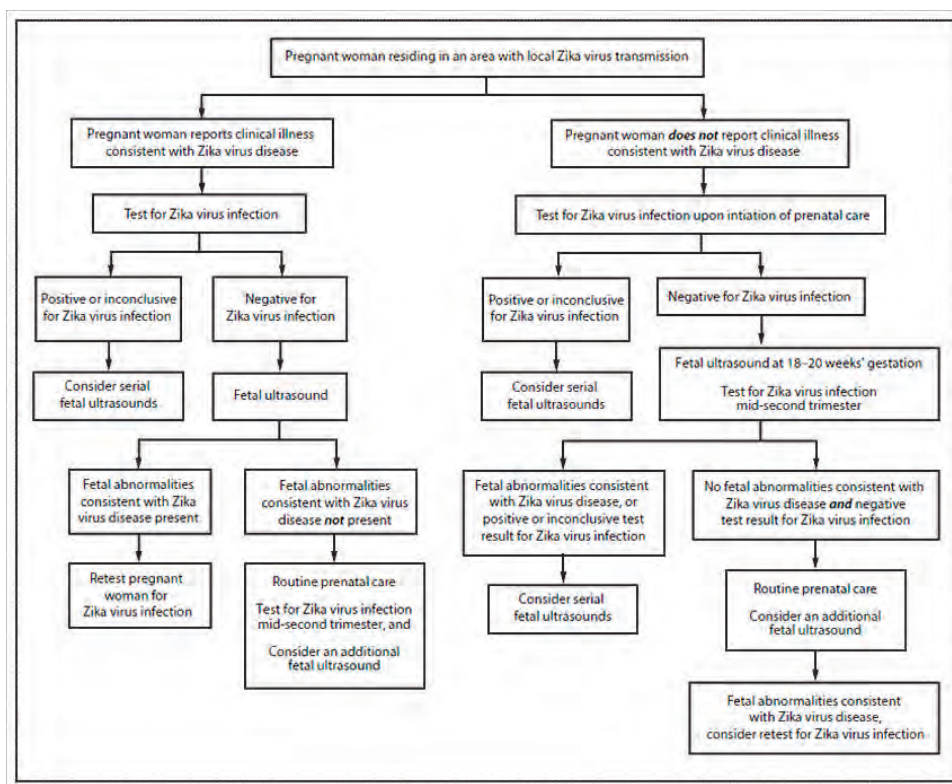 Pregnant woman residing in an area with local Zika virus transmission
Pregnant woman reports clinical illness
consistent with Zika virus disease
Pregnant woman does not report clinical illness
consistent with Zika virus disease
Test for Zika virus infection
Test for Zika virus infection upon intiation of prenatal care
Positive or inconclusive
for Zika virus infection
Negative for
Zika virus infection
Positive or inconclusive
for Zika virus infection
Negative for Zika virus infection
Consider serial
fetal ultrasounds
Fetal ultrasound
Consider serial
fetal ultrasounds
Fetal ultrasound at 18–20 weeks' gestation
Test for Zika virus infection
mid-second trimester
Fetal abnormalities
consistent with Zika
virus disease present
Fetal abnormalities
consistent with Zika virus
disease not present
Fetal abnormalities consistent
with Zika virus disease, or
positive or inconclusive test
result for Zika virus infection
No fetal abnormalities consistent with
Zika virus disease and negative
test result for Zika virus infection
Retest pregnant
woman for
Zika virus infection
Routine prenatal care
Test for Zika virus infection
mid-second trimester, and
Consider an additional
fetal ultrasound
Consider serial
fetal ultrasounds
Routine prenatal care
Consider an additional
fetal ultrasound
Fetal abnormalities consistent
with Zika virus disease,
consider retest for Zika virus infection